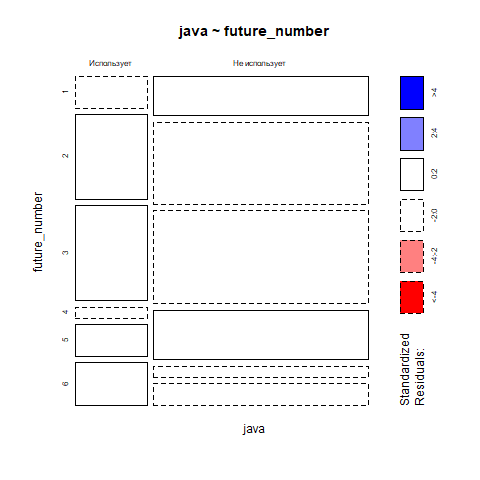 java ~ future_number
Использует
Не использует
1
2
3
4
5
6
future_number
java
>4
2:4
0:2
-2:0
-4:-2
<-4
Standardized
Residuals: